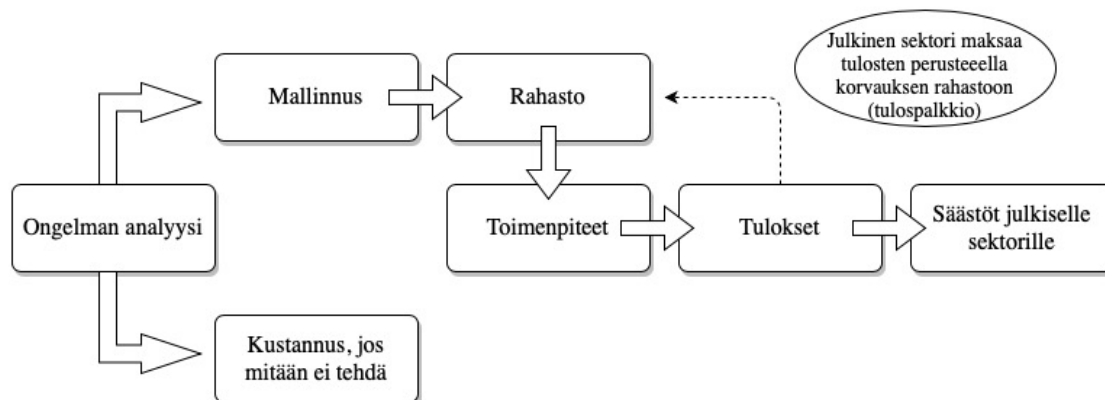 Julkinen sektori maksaa
tulosten perusteeella
korvauksen rahastoon
(tulospalkkio)
Mallinnus
Rahasto
Ongelman analyysi
Toimenpiteet
Tulokset
Säästöt julkiselle
sektorille
Kustannus, jos
mitään ei tehdä